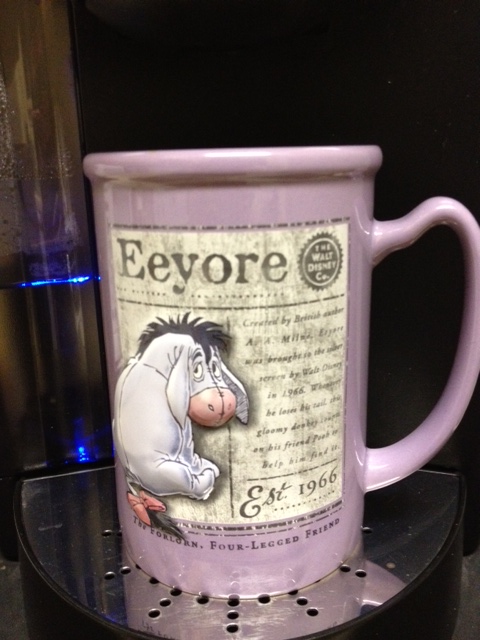 Eeyore
THE
WALT
DISNEY
Co.
Created by British author
A. A. Milne, Eeyore
was brought to the silver
screen by Walt Disney
in 1966. Whenever
he loses his tail, this
gloomy donkey
on his friend Pooh to
help him find it.
Est. 1966
The Forlorn, Four-Legged Friend